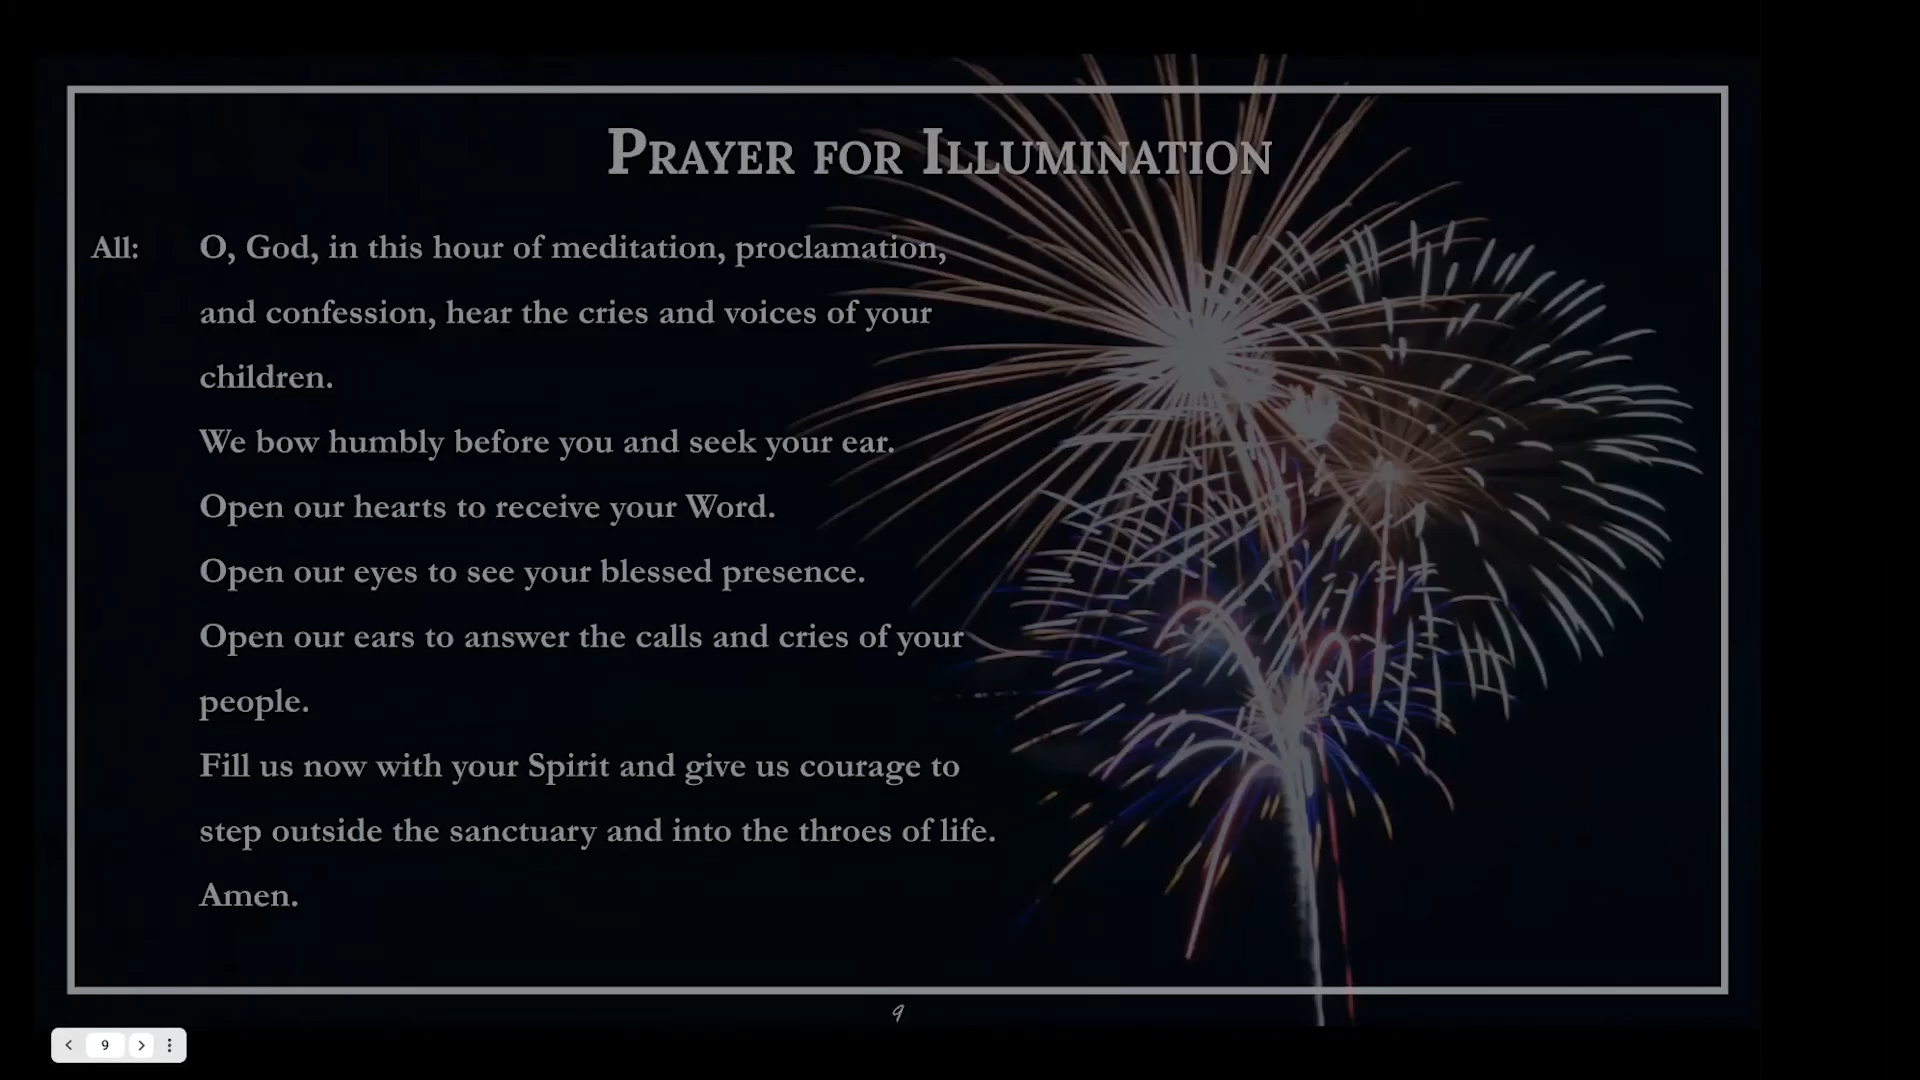 Prayer for Illumination
All: O, God, in this hour of meditation, proclamation,
and confession, hear the cries and voices of your
children.
We bow humbly before you and seek your ear.
Open our hearts to receive your Word.
Open our eyes to see your blessed presence.
Open our ears to answer the calls and cries of your
people.
Fill us now with your Spirit and give us courage to
step outside the sanctuary and into the throes of life.
Amen.
9
9